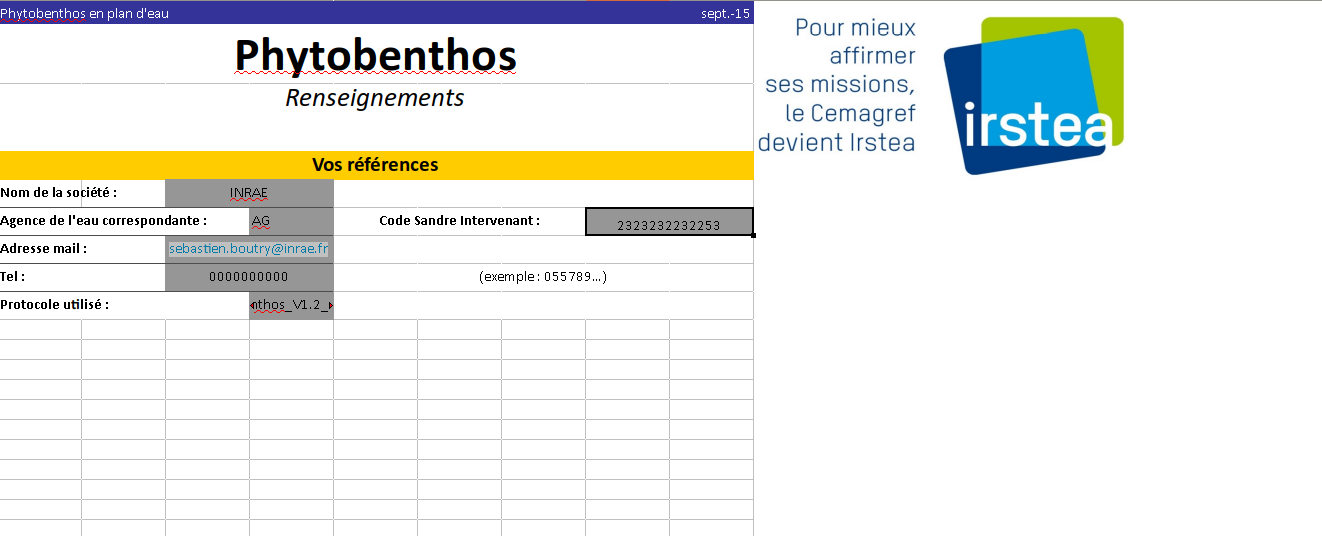 Phytobenthos en plan d'eau sept.-15
Phytobenthos
Renseignements
Vos références
Nom de la société : INRAE
Agence de l'eau correspondante : AG Code Sandre Intervenant : 2323232232253
Adresse mail : sebastien.boutry@inrae.fr
Tel : 0000000000 (exemple : 055789...)
Protocole utilisé : nthos_V1.2_
Pour mieux
affirmer
ses missions,
le Cemagref
devient Irstea
irstea